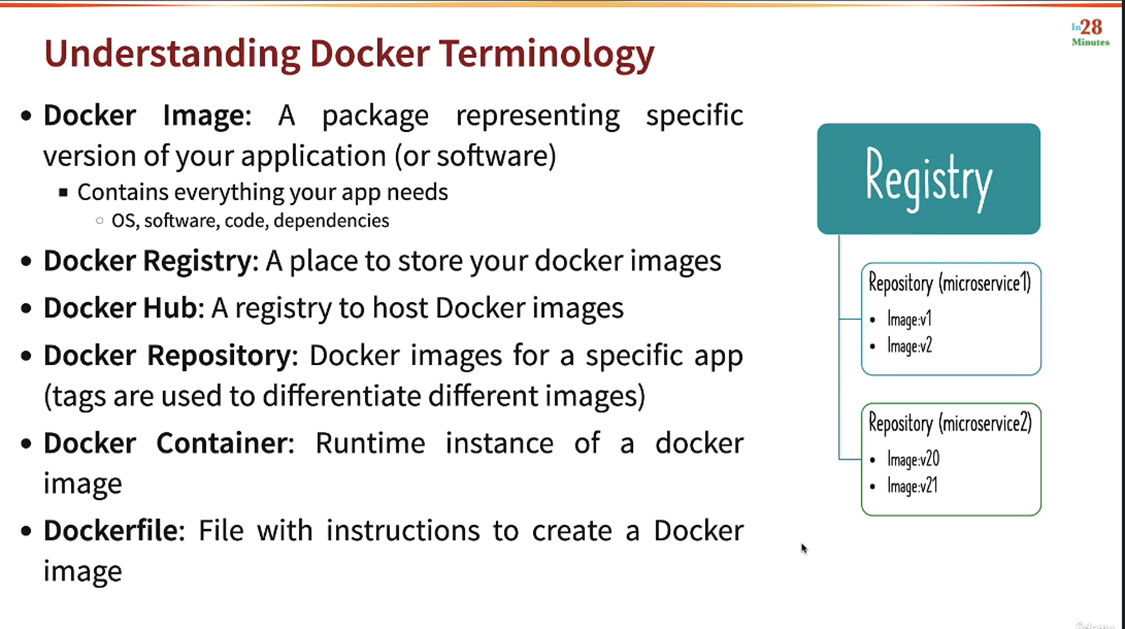 In28
Minutes
Understanding Docker Terminology
• Docker Image: A package representing specific
version of your application (or software)
▪ Contains everything your app needs
○ OS, software, code, dependencies
• Docker Registry: A place to store your docker images
• Docker Hub: A registry to host Docker images
• Docker Repository: Docker images for a specific app
(tags are used to differentiate different images)
• Docker Container: Runtime instance of a docker
image
• Dockerfile: File with instructions to create a Docker
image
Registry
Repository (microservice1)
• Image:v1
• Image:v2
Repository (microservice2)
• Image:v20
• Image:v21